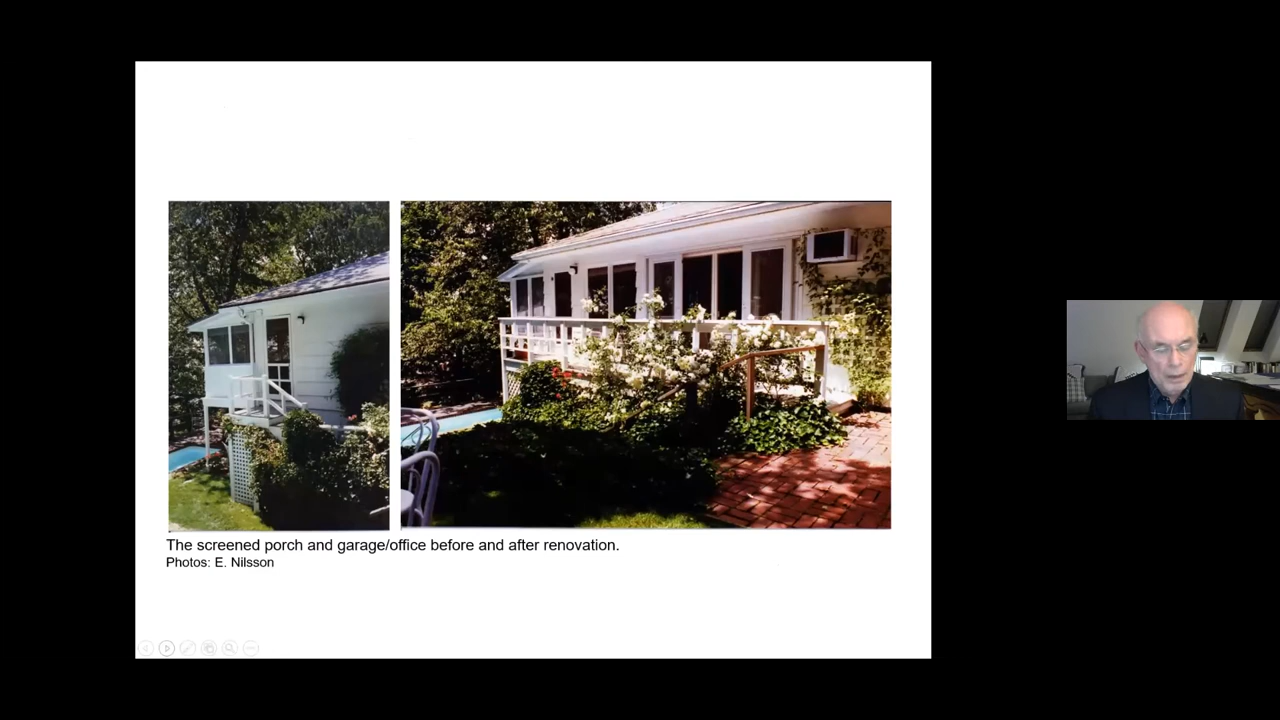 The screened porch and garage/office before and after renovation.
Photos: E. Nilsson